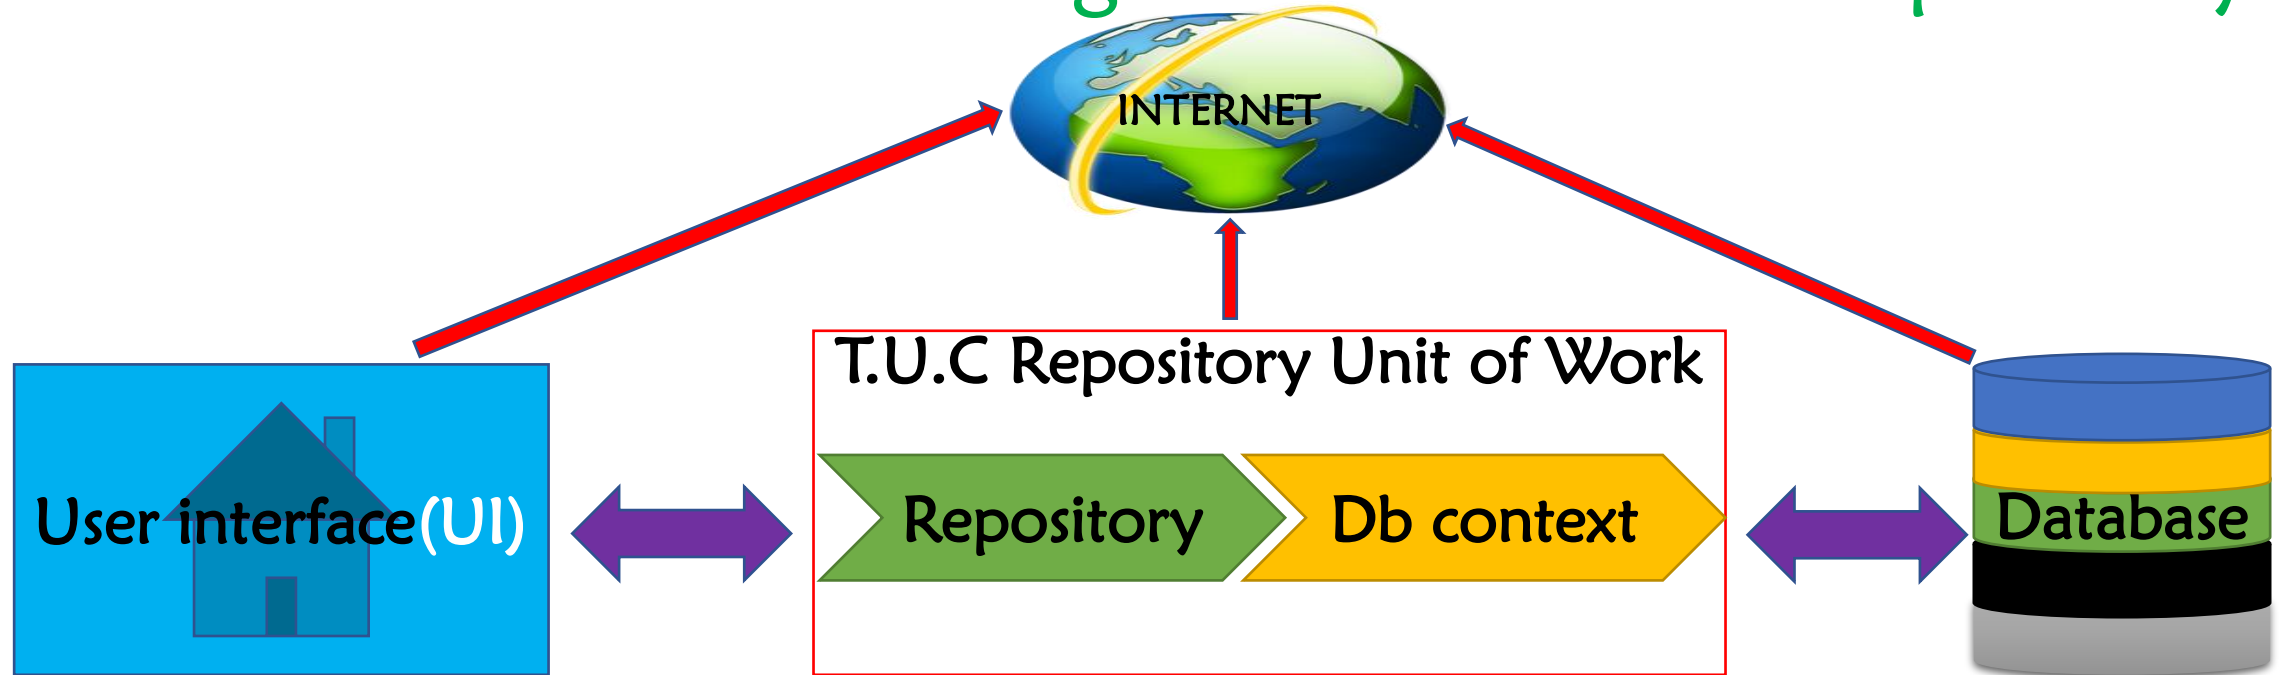 INTERNET
T.U.C Repository Unit of Work
User interface(UI)
Repository
Db context
Database